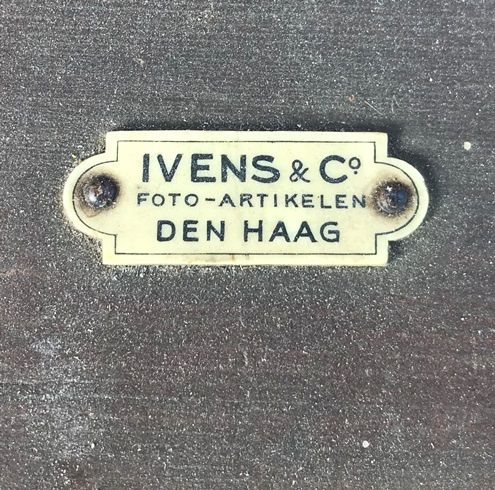 IVENS & Cº
FOTO-ARTIKELEN
DEN HAAG